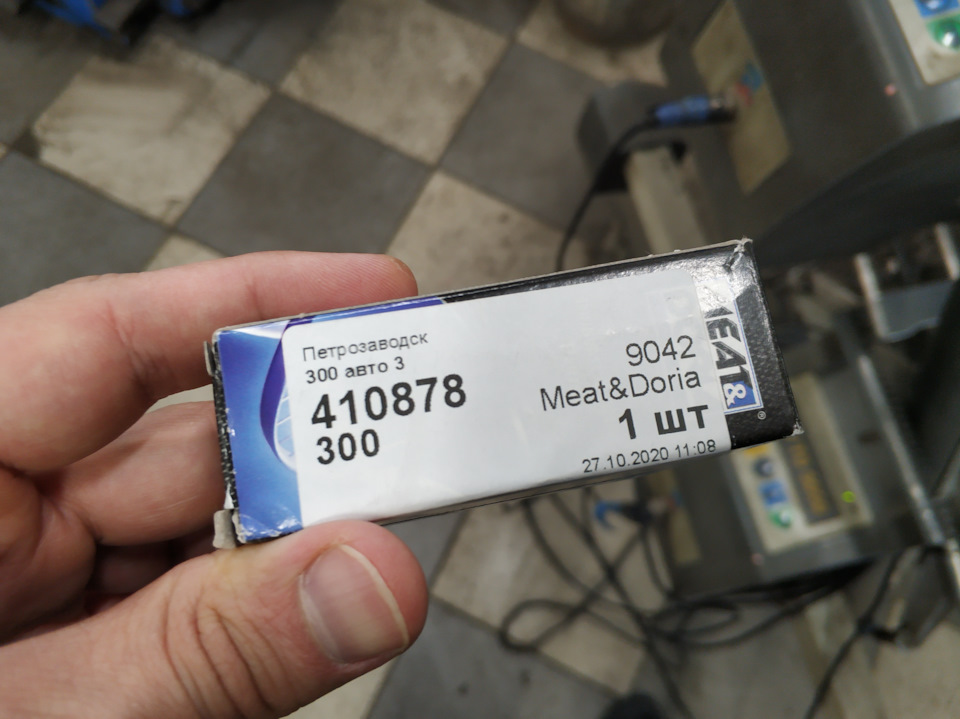 Петрозаводск
300 авто 3
410878
300
9042
Meat&Doria
1 шт
27.10.2020 11:08